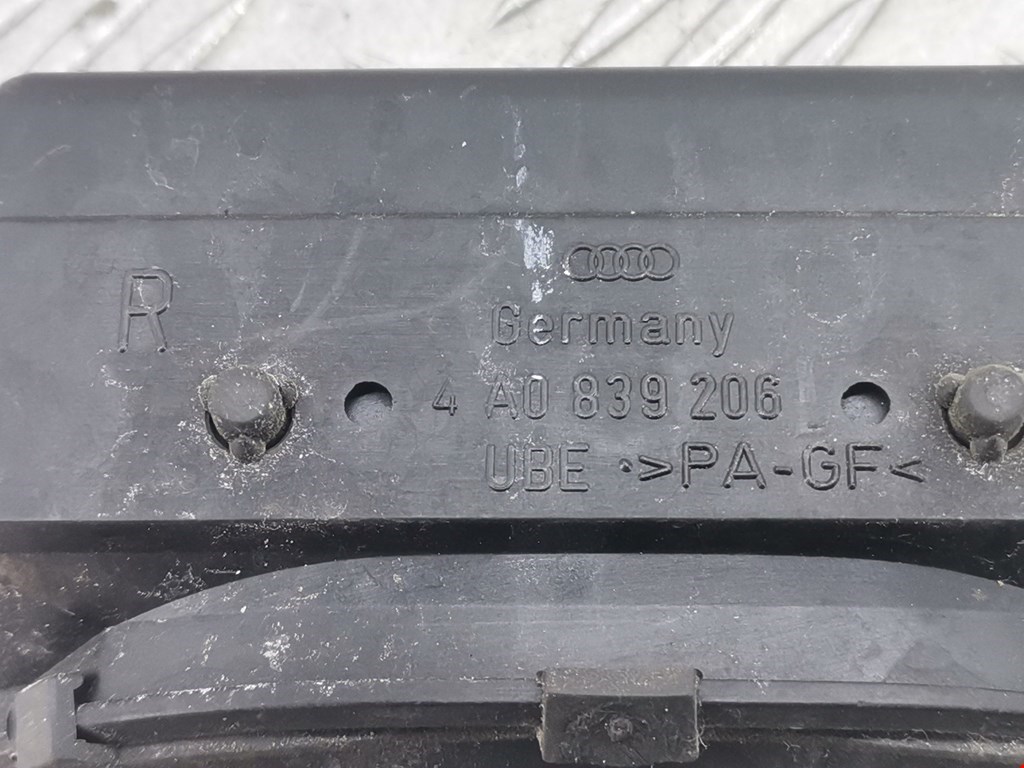 R
Germany
4 A0 839 206
UBE >PA-GF<